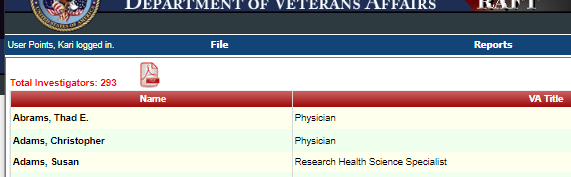 DEPARTMENT OF VETERANS AFFAIRS
RAFT
User Points, Kari logged in. File Reports
Total Investigators: 293
Name VA Title
Abrams, Thad E. Physician
Adams, Christopher Physician
Adams, Susan Research Health Science Specialist